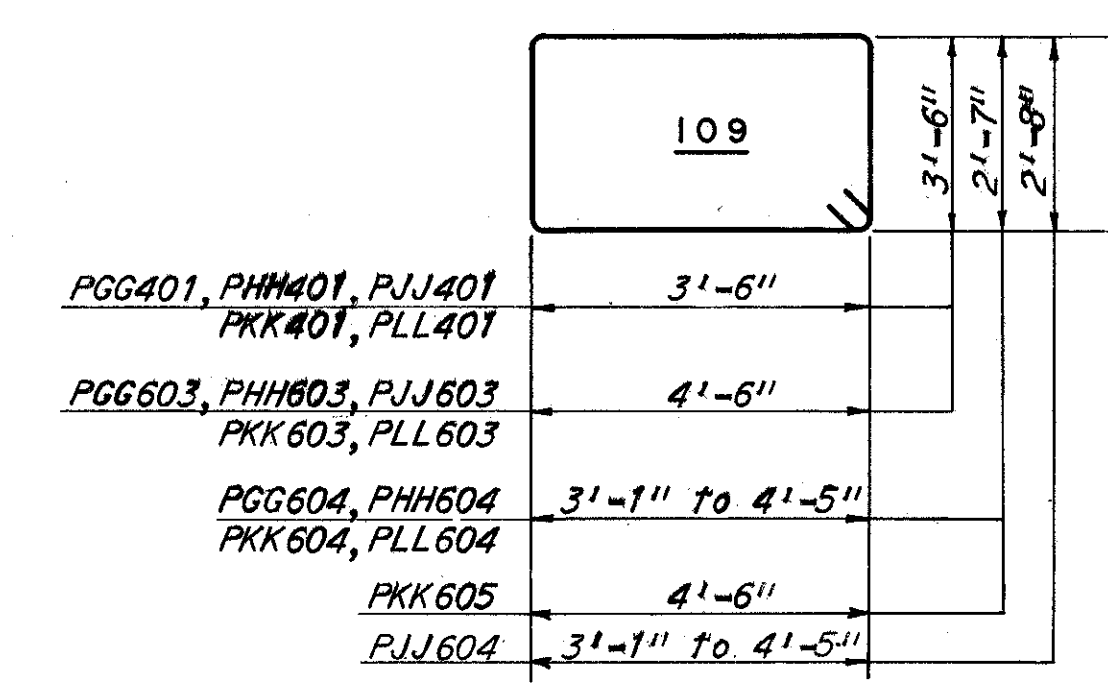 109
3'-6" 2'-7" 2'-8"
PGG401, PHH401, PJJ401 3'-6"
PKK401, PLL401
PGG603, PHH603, PJJ603 4'-6"
PKK603, PLL603
PGG604, PHH604 3'-1" to 4'-5"
PKK604, PLL604
PKK605 4'-6"
PJJ604 3'-1" to 4'-5"